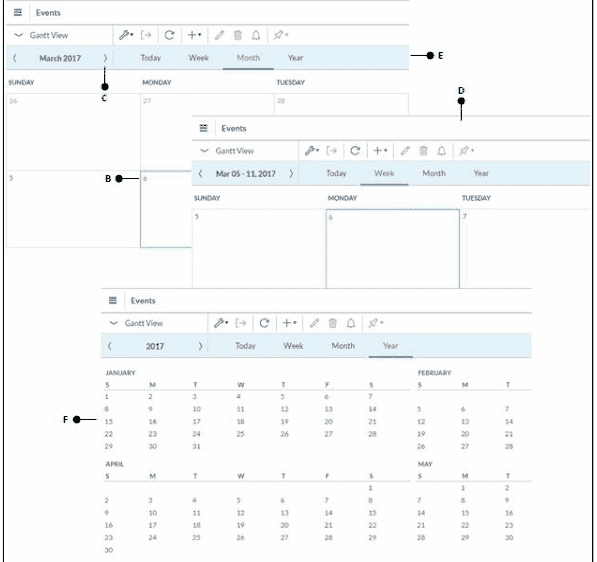 Events
Gantt View
March 2017 Today Week Month Year
E
C
D
SUNDAY MONDAY TUESDAY
26 27 28
B
5 6
Events
Gantt View
Mar 05 - 11, 2017 Today Week Month Year
SUNDAY MONDAY TUESDAY
5 6 7
Events
Gantt View
2017 Today Week Month Year
JANUARY FEBRUARY
S M T W T F S S M T
1 2 3 4 5 6 7
8 9 10 11 12 13 14 5 6 7
F
15 16 17 18 19 20 21 12 13 14
22 23 24 25 26 27 28 19 20 21
29 30 31 26 27 28
APRIL MAY
S M T W T F S S M T
1 1 2
2 3 4 5 6 7 8 7 8 9
9 10 11 12 13 14 15 14 15 16
16 17 18 19 20 21 22 21 22 23
23 24 25 26 27 28 29 28 29 30
30